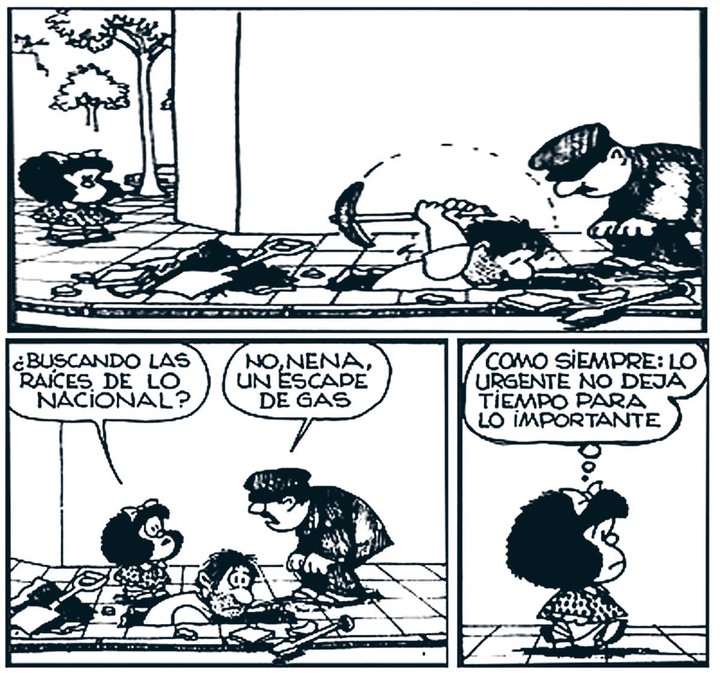 ¿BUSCANDO LAS
RAÍCES DE LO
NACIONAL?
NO, NENA,
UN ESCAPE
DE GAS
COMO SIEMPRE: LO
URGENTE NO DEJA
TIEMPO PARA
LO IMPORTANTE